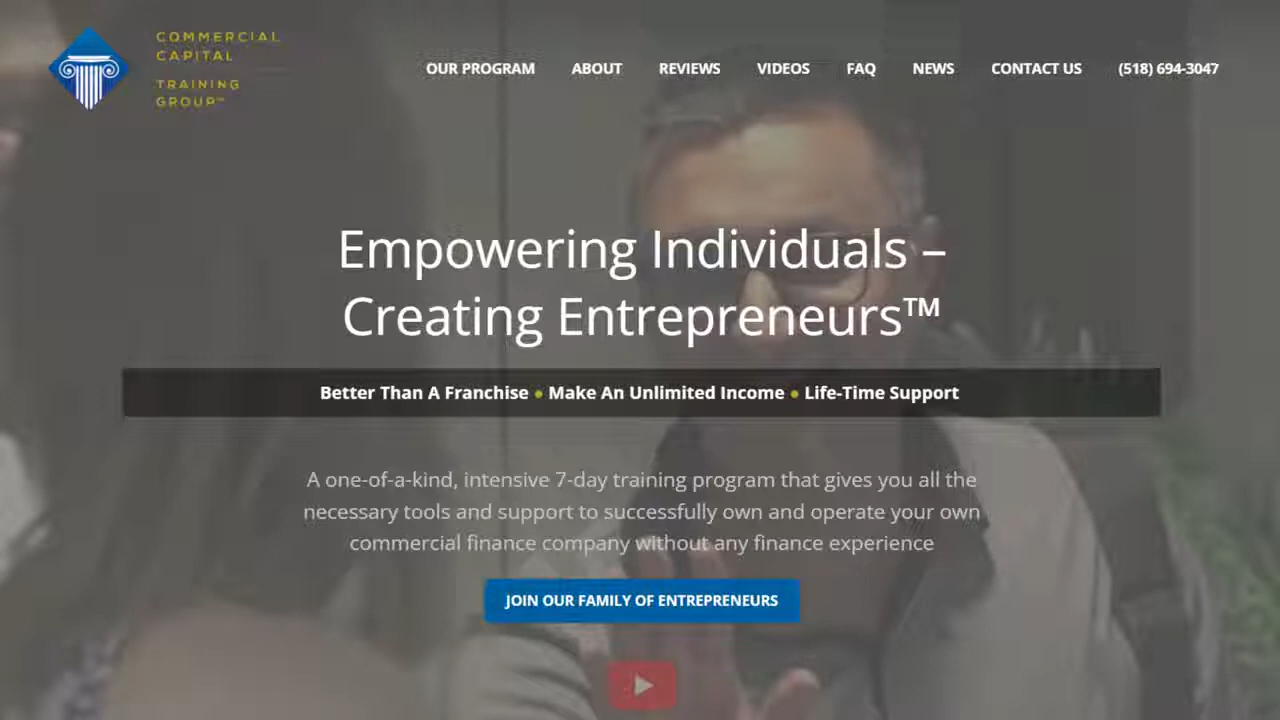 COMMERCIAL
CAPITAL
TRAINING
GROUP™
OUR PROGRAM ABOUT REVIEWS VIDEOS FAQ NEWS CONTACT US (518) 694-3047
Empowering Individuals –
Creating Entrepreneurs™
Better Than A Franchise ● Make An Unlimited Income ● Life-Time Support
A one-of-a-kind, intensive 7-day training program that gives you all the
necessary tools and support to successfully own and operate your own
commercial finance company without any finance experience
JOIN OUR FAMILY OF ENTREPRENEURS